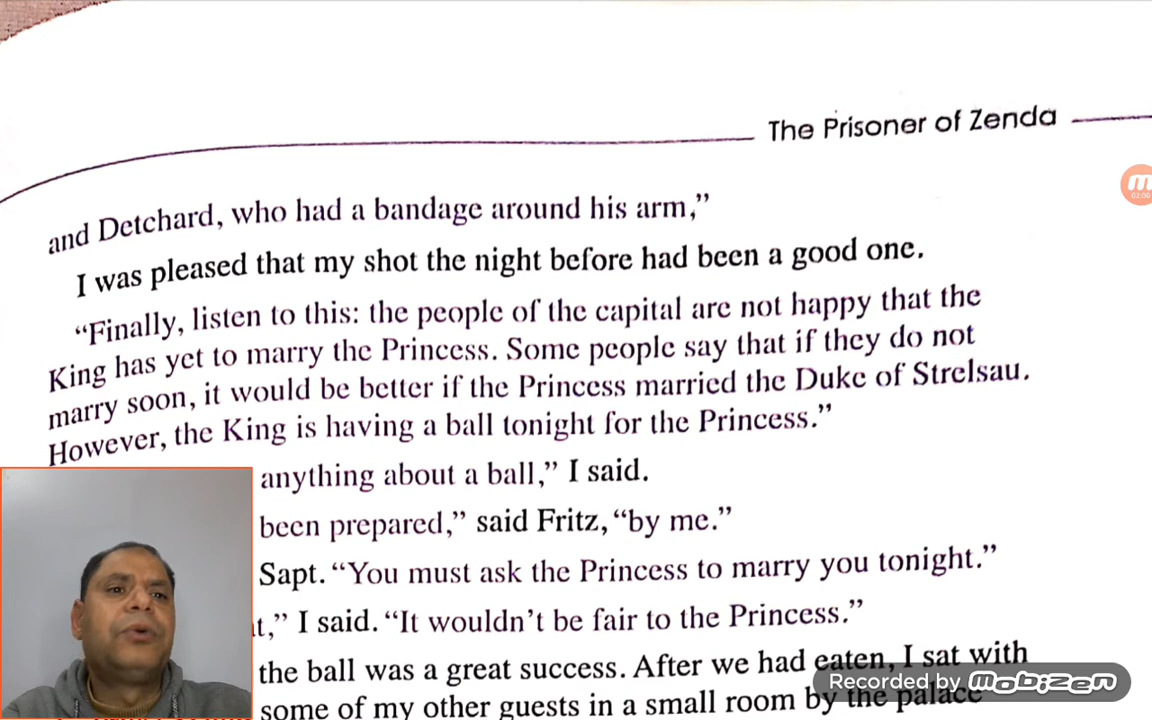 The Prisoner of Zenda
and Detchard, who had a bandage around his arm,”
I was pleased that my shot the night before had been a good one.
“Finally, listen to this: the people of the capital are not happy that the
King has yet to marry the Princess. Some people say that if they do not
marry soon, it would be better if the Princess married the Duke of Strelsau.
However, the King is having a ball tonight for the Princess.”
anything about a ball,” I said.
been prepared,” said Fritz, “by me.”
Sapt. “You must ask the Princess to marry you tonight.”
t,” I said. “It wouldn’t be fair to the Princess.”
the ball was a great success. After we had eaten, I sat with
some of my other guests in a small room by the palace
Recorded by mobizen
02:00